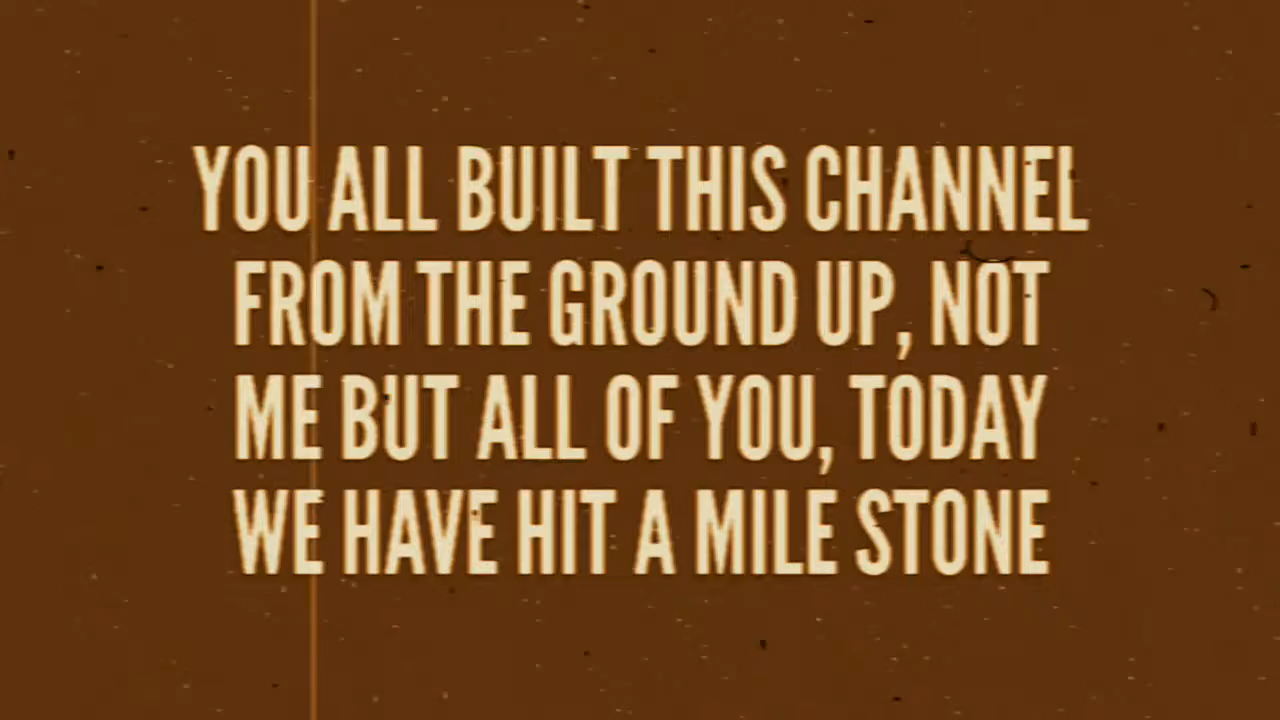 YOU ALL BUILT THIS CHANNEL
FROM THE GROUND UP, NOT
ME BUT ALL OF YOU, TODAY
WE HAVE HIT A MILE STONE